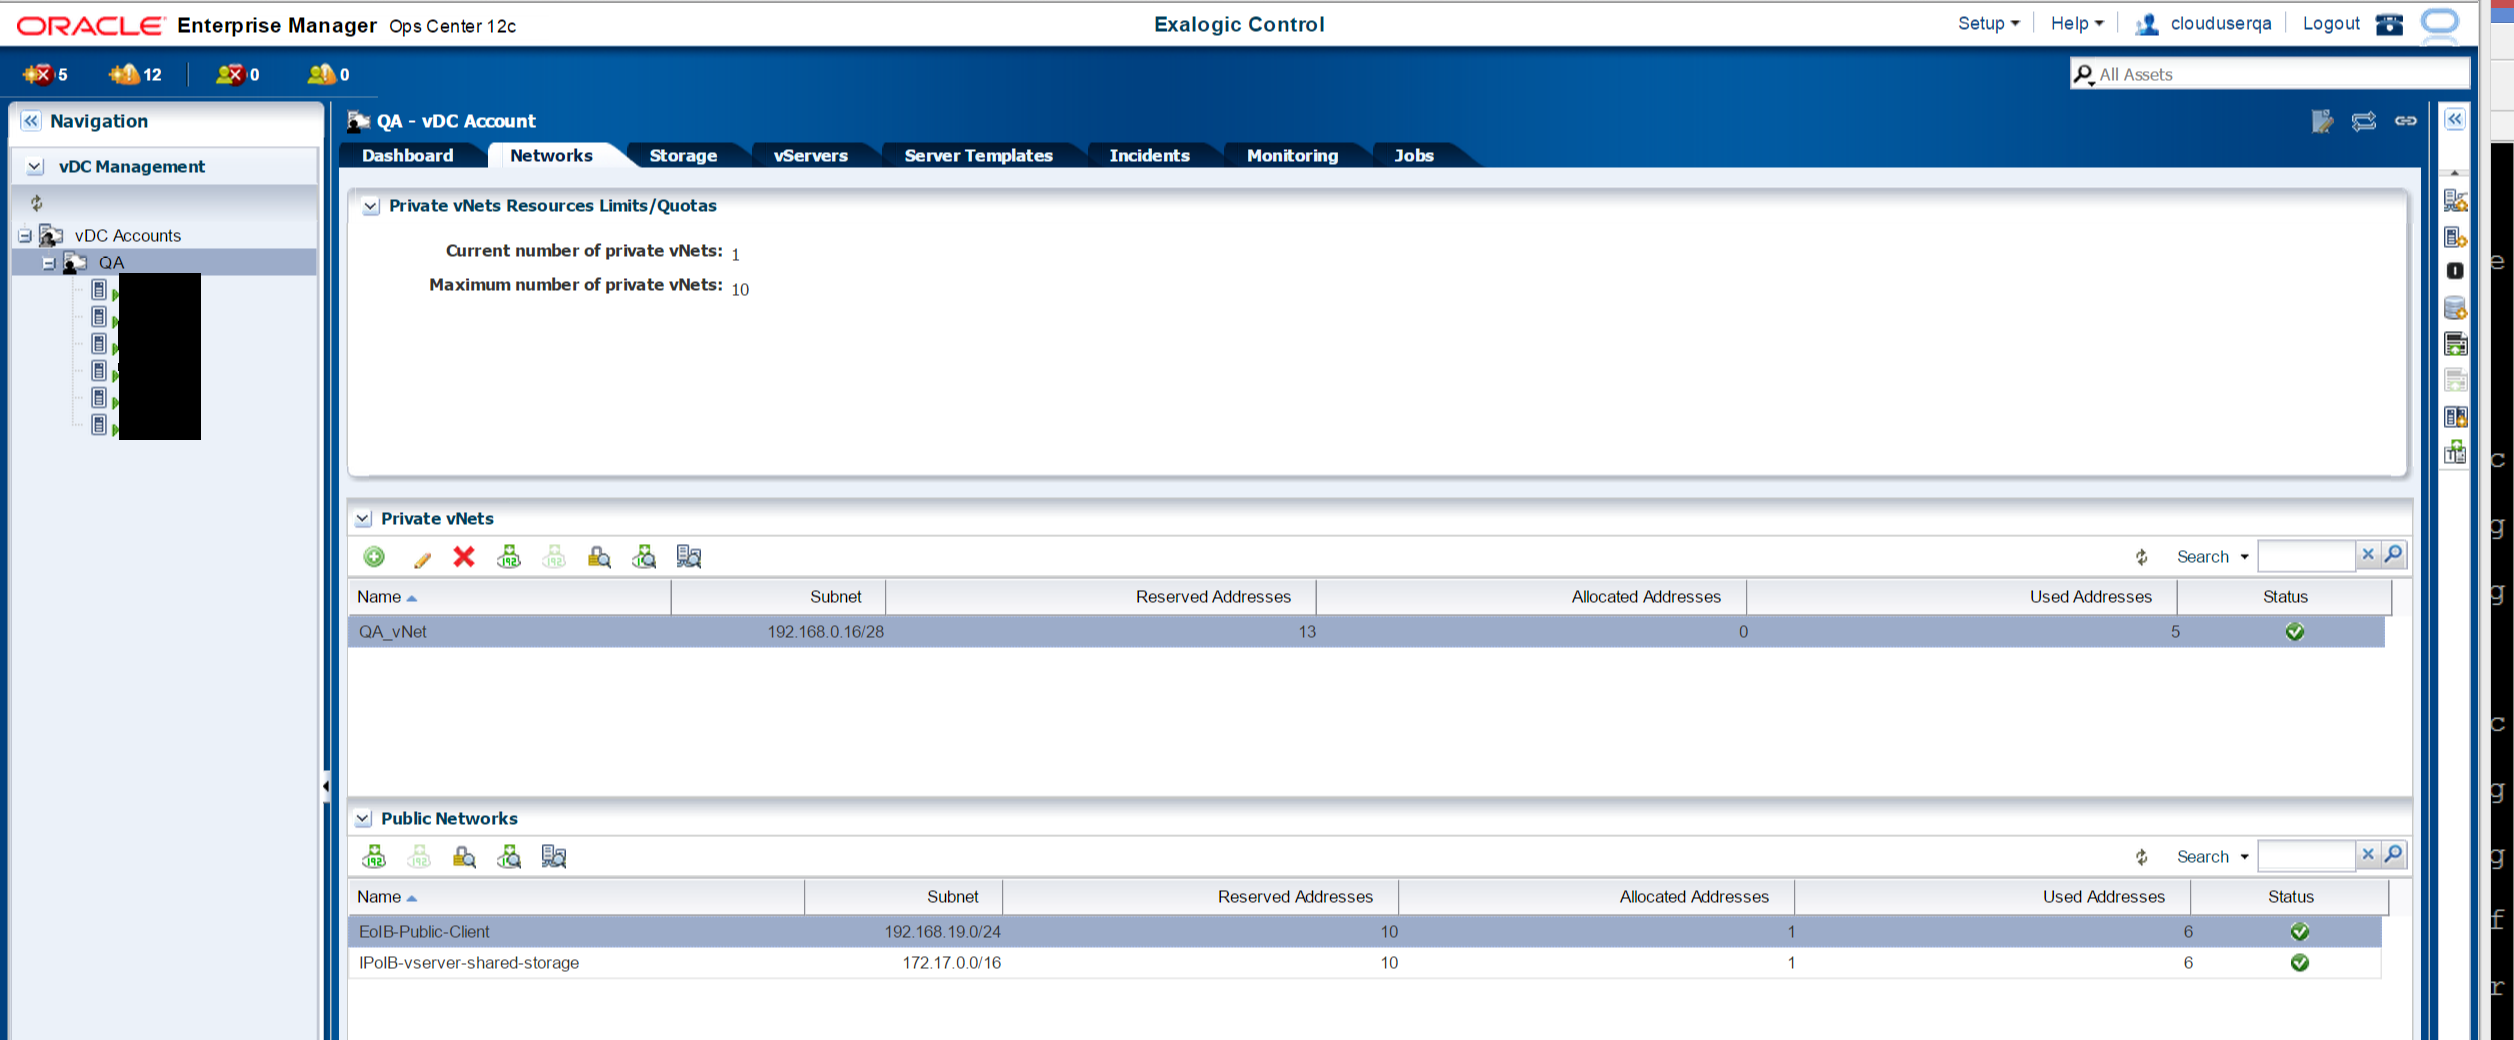 ORACLE Enterprise Manager Ops Center 12c
Exalogic Control
Setup Help clouduserqa Logout
5 12 0 0
All Assets
Navigation
vDC Management
vDC Accounts
QA
QA - vDC Account
Dashboard Networks Storage vServers Server Templates Incidents Monitoring Jobs
Private vNets Resources Limits/Quotas
Current number of private vNets: 1
Maximum number of private vNets: 10
Private vNets
Search
Name Subnet Reserved Addresses Allocated Addresses Used Addresses Status
QA_vNet 192.168.0.16/28 13 0 5
Public Networks
Search
Name Subnet Reserved Addresses Allocated Addresses Used Addresses Status
EoIB-Public-Client 192.168.19.0/24 10 1 6
IPoIB-vserver-shared-storage 172.17.0.0/16 10 1 6
e
c
g
g
c
g
g
f
r